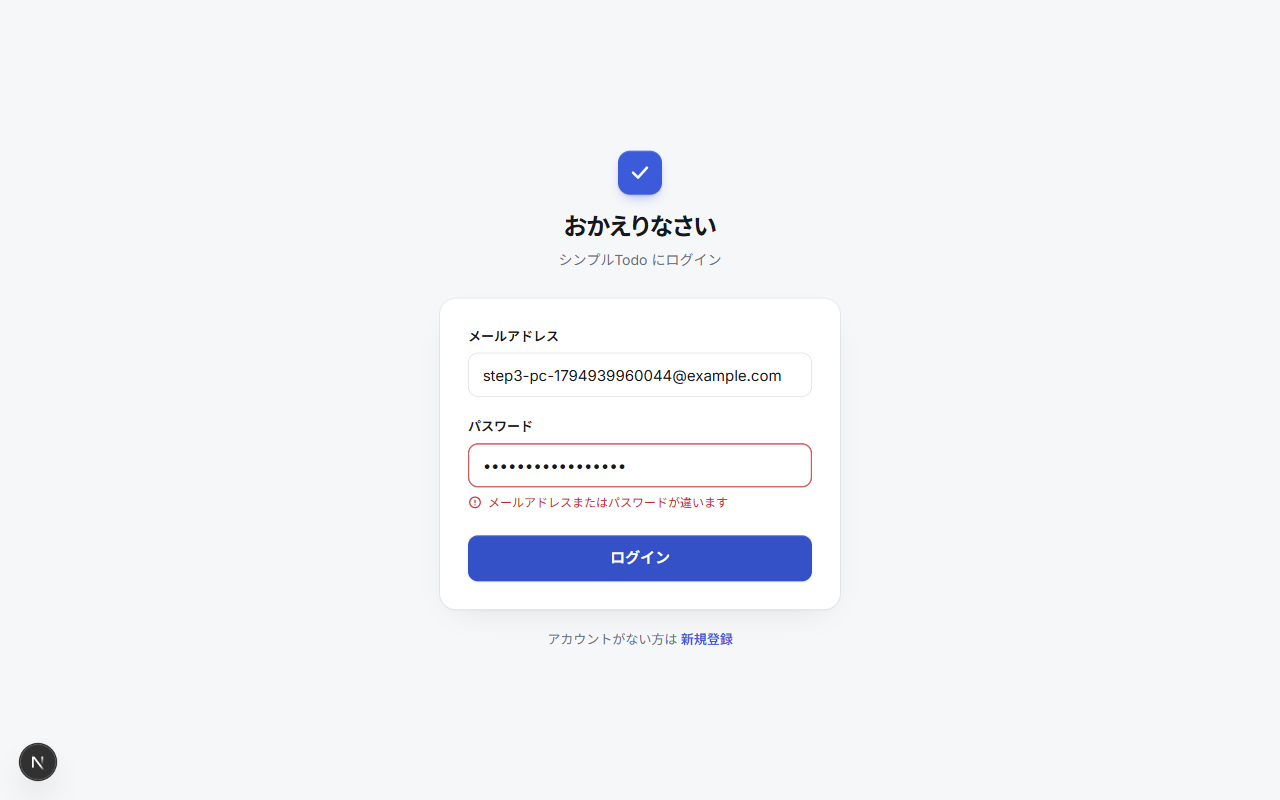 おかえりなさい
シンプルTodo にログイン
メールアドレス
step3-pc-1794939960044@example.com
パスワード
•••••••••••••••••
メールアドレスまたはパスワードが違います
ログイン
アカウントがない方は 新規登録
N